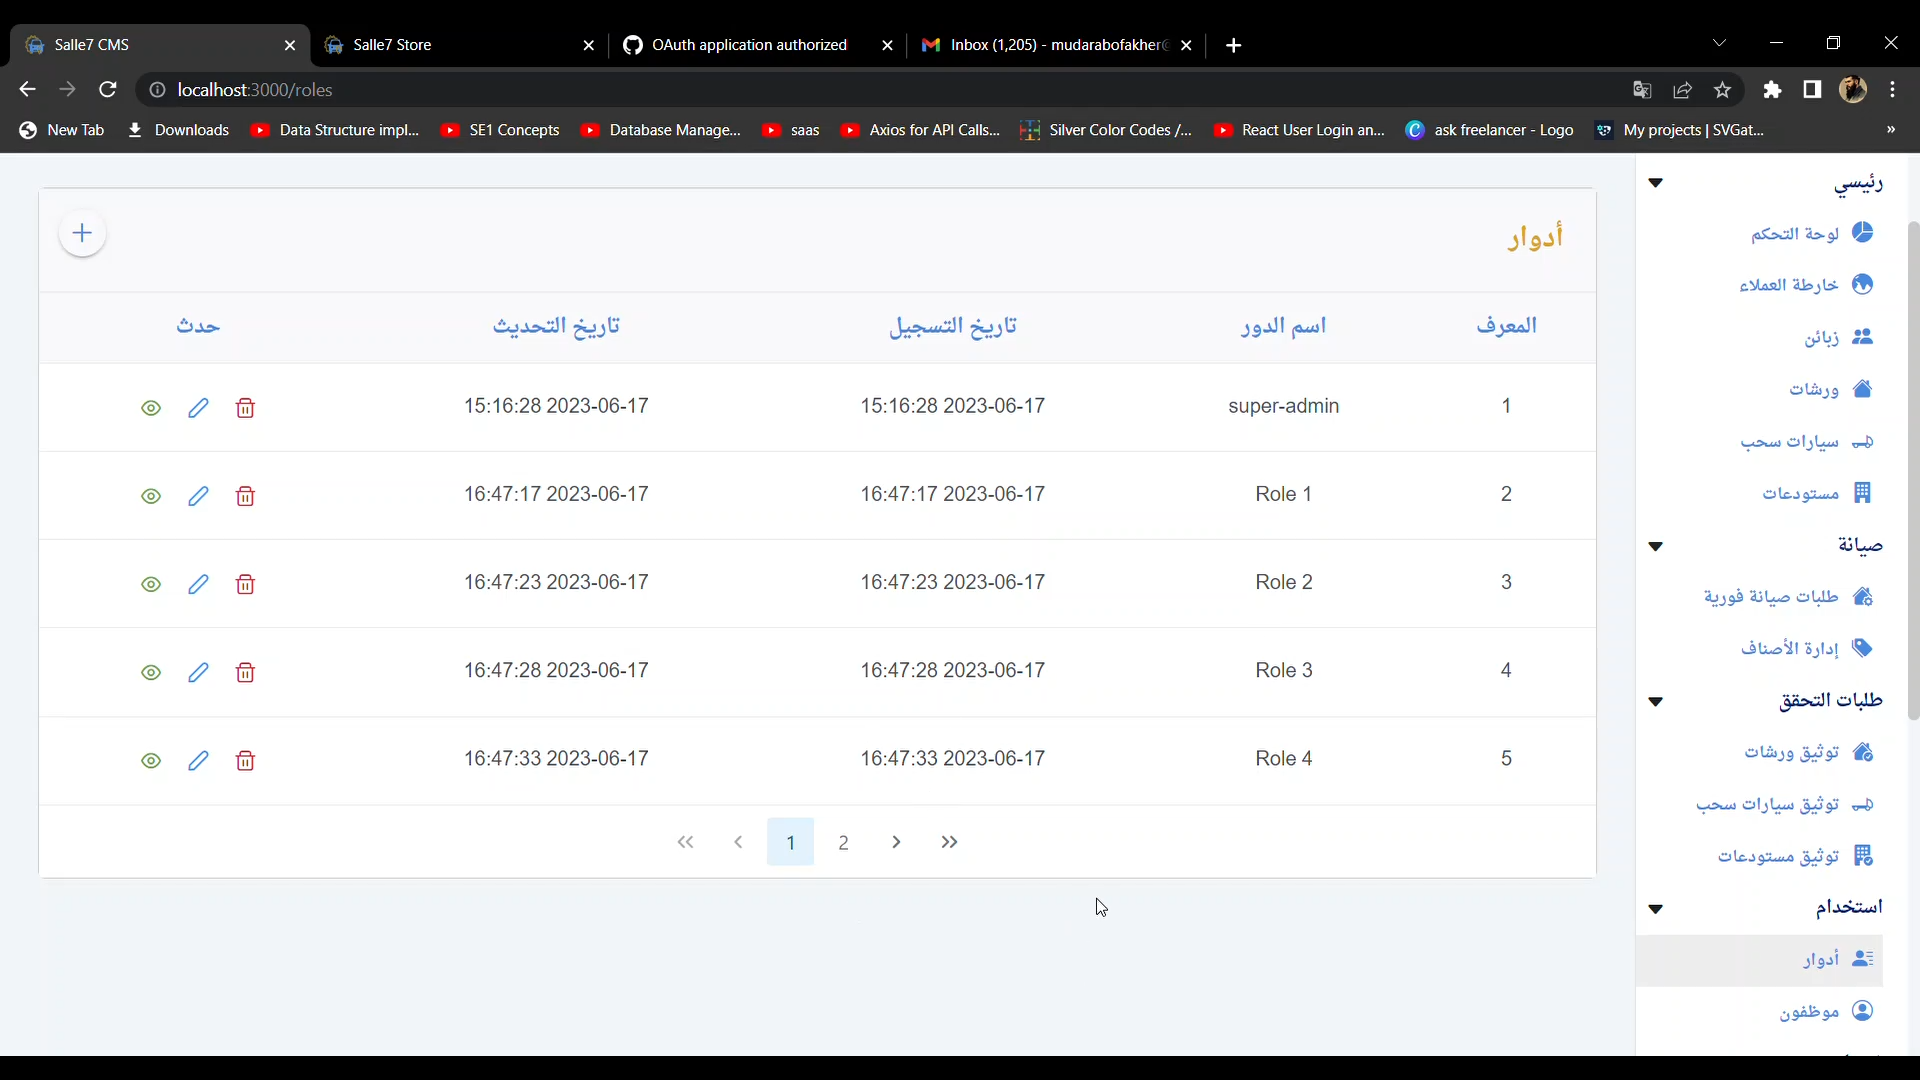 Salle7 CMS
Salle7 Store
OAuth application authorized
Inbox (1,205) - mudarabofakher@
localhost:3000/roles
New Tab
Downloads
Data Structure impl...
SE1 Concepts
Database Manage...
saas
Axios for API Calls...
Silver Color Codes /...
React User Login an...
ask freelancer - Logo
My projects | SVGat...
»
أدوار
المعرف اسم الدور تاريخ التسجيل تاريخ التحديث حدث
1 super-admin 15:16:28 2023-06-17 15:16:28 2023-06-17
2 Role 1 16:47:17 2023-06-17 16:47:17 2023-06-17
3 Role 2 16:47:23 2023-06-17 16:47:23 2023-06-17
4 Role 3 16:47:28 2023-06-17 16:47:28 2023-06-17
5 Role 4 16:47:33 2023-06-17 16:47:33 2023-06-17
1 2
رئيسي
لوحة التحكم
خارطة العملاء
زبائن
ورشات
سيارات سحب
مستودعات
صيانة
طلبات صيانة فورية
إدارة الأصناف
طلبات التحقق
توثيق ورشات
توثيق سيارات سحب
توثيق مستودعات
استخدام
أدوار
موظفون